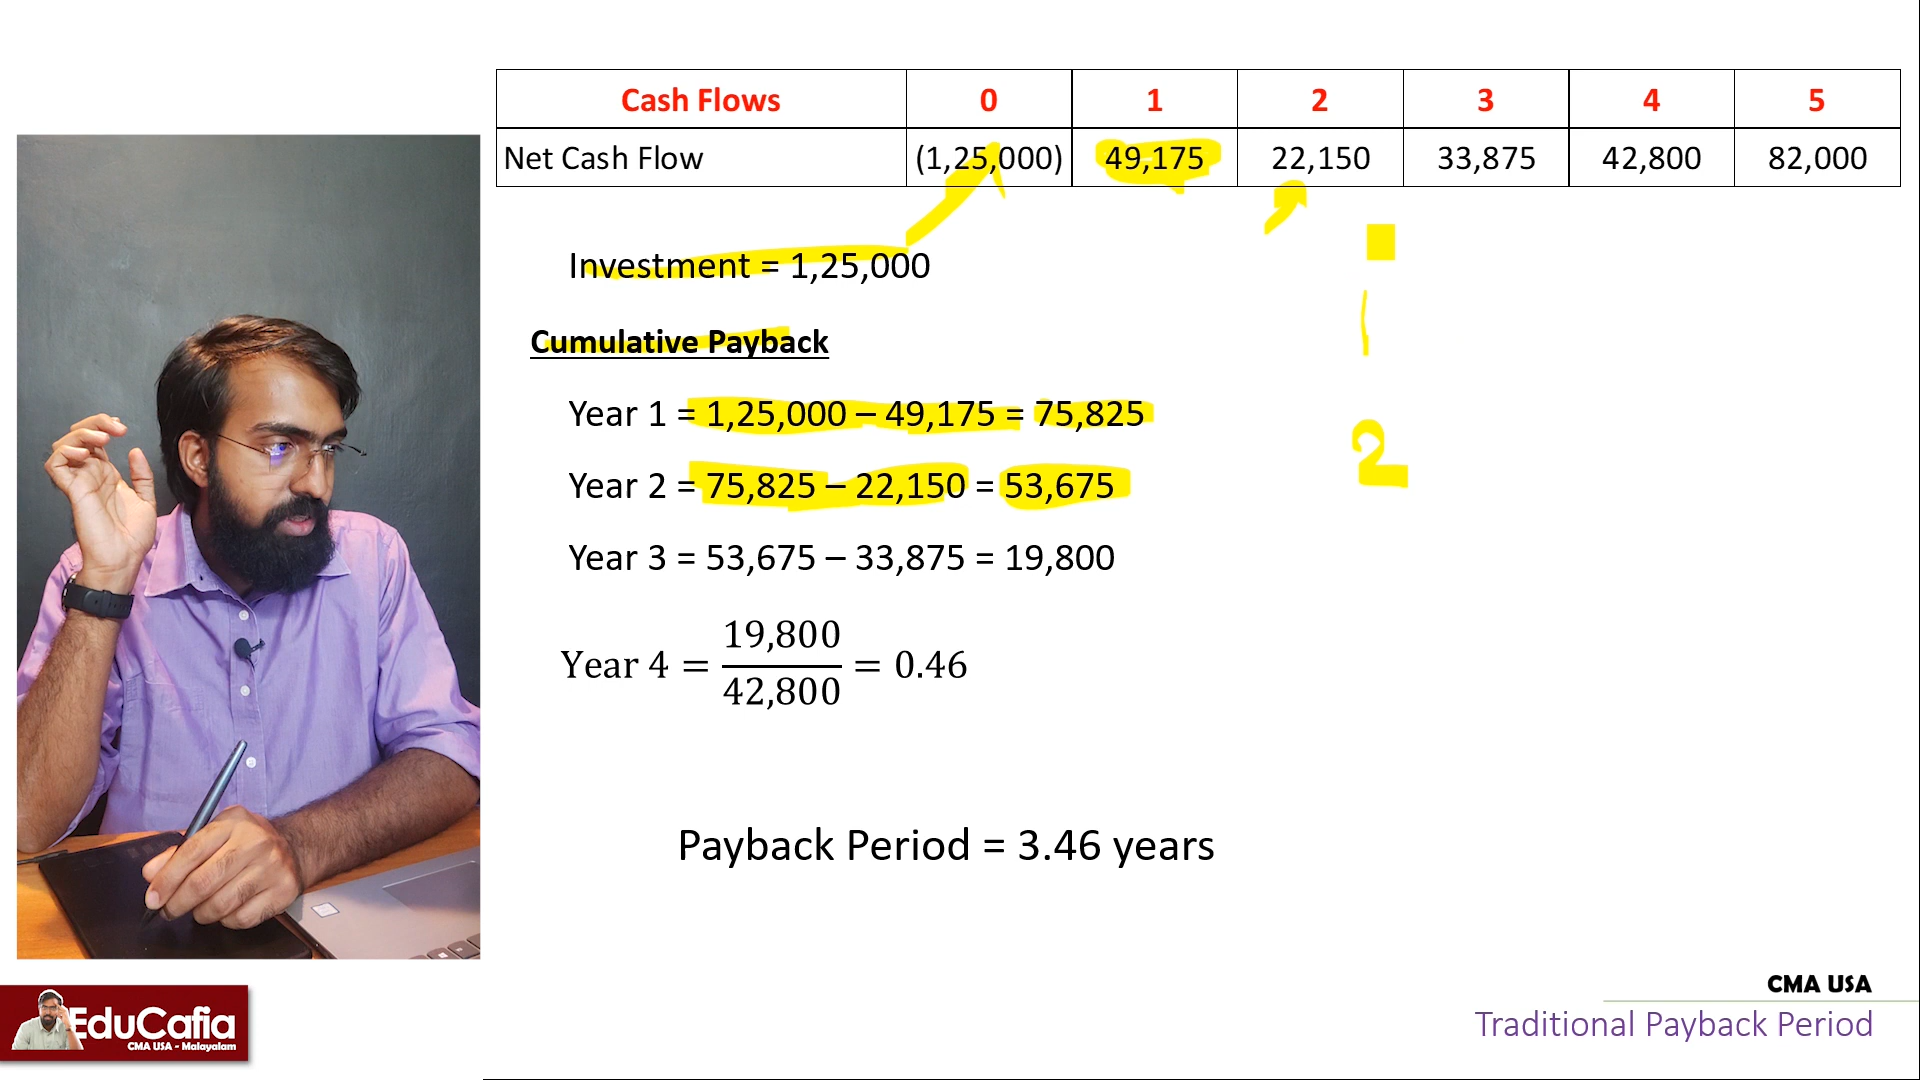 Cash Flows 0 1 2 3 4 5
Net Cash Flow (1,25,000) 49,175 22,150 33,875 42,800 82,000
Investment = 1,25,000
Cumulative Payback
Year 1 = 1,25,000 – 49,175 = 75,825
Year 2 = 75,825 – 22,150 = 53,675
Year 3 = 53,675 – 33,875 = 19,800
Year 4 = 19,800 / 42,800 = 0.46
Payback Period = 3.46 years
1
2
EduCafia
CMA USA - Malayalam
CMA USA
Traditional Payback Period